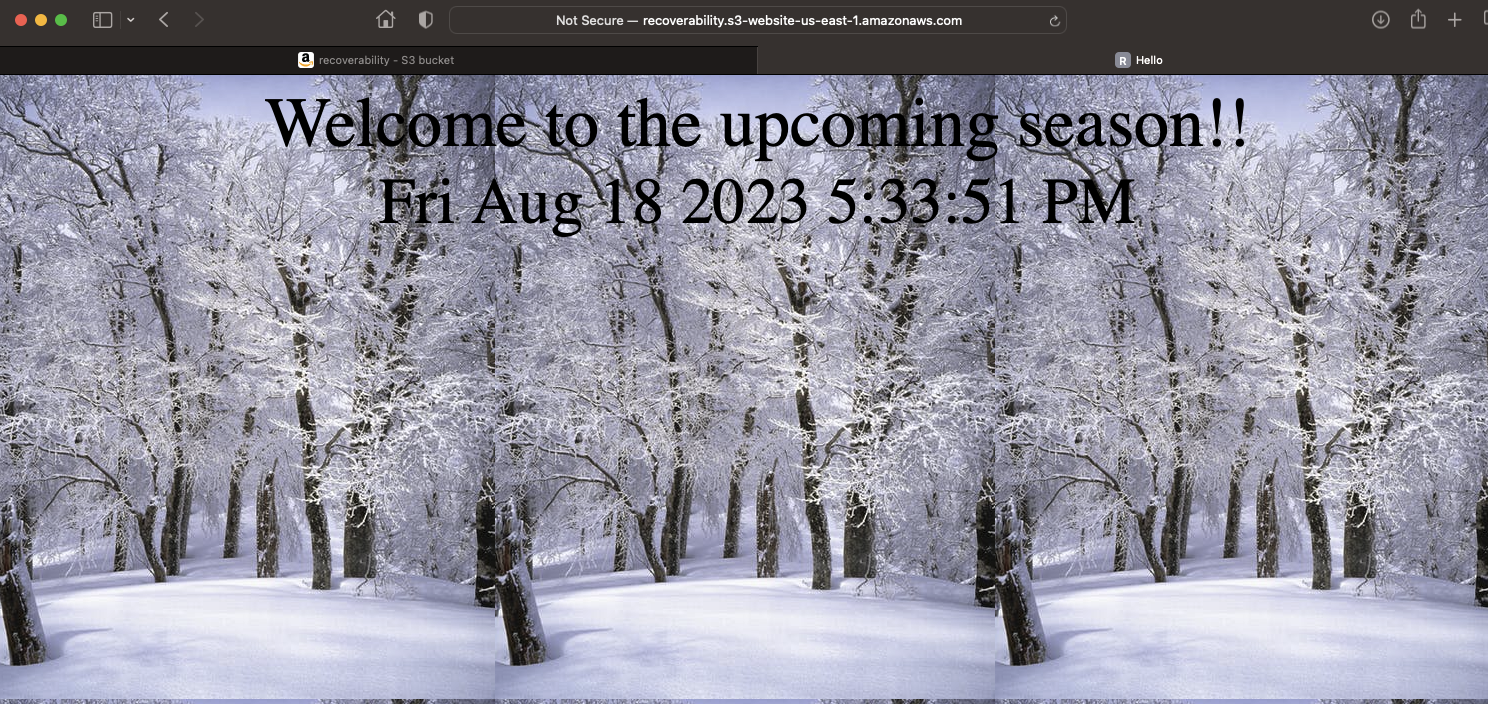 Not Secure — recoverability.s3-website-us-east-1.amazonaws.com
a recoverability - S3 bucket
R Hello
Welcome to the upcoming season!!
Fri Aug 18 2023 5:33:51 PM